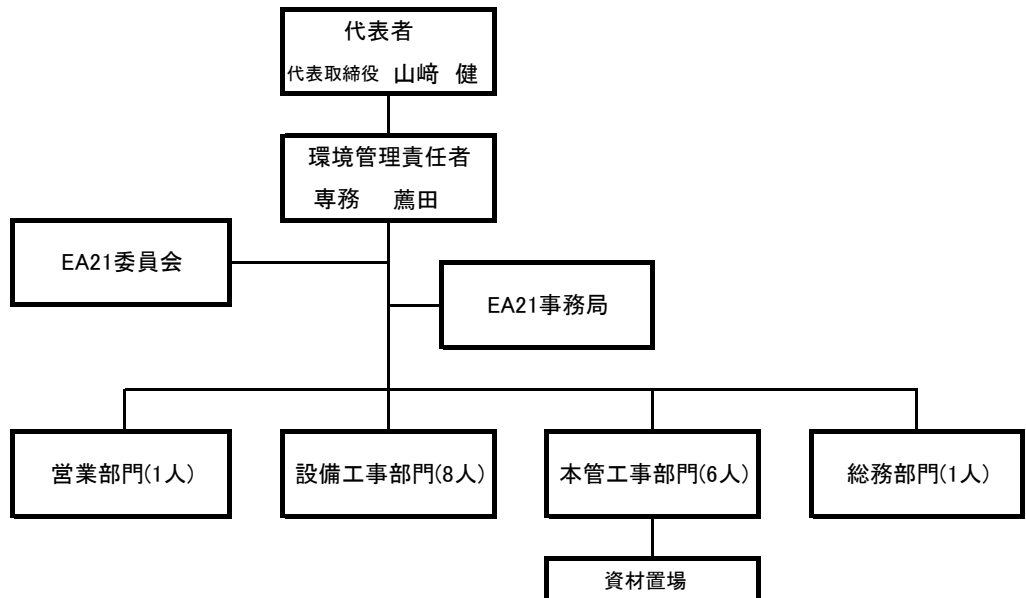 代表者
代表取締役 山﨑 健
環境管理責任者
専務 薦田
EA21委員会
EA21事務局
営業部門(1人)
設備工事部門(8人)
本管工事部門(6人)
総務部門(1人)
資材置場